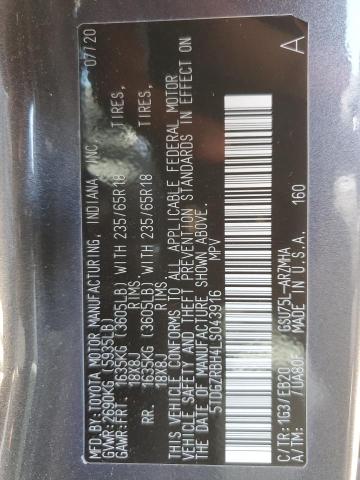 MFD.BY:TOYOTA MOTOR MANUFACTURING, INDIANA, INC. 07/20
GVWR: 2690KG (5935LB)
GAWR:FRT 1635KG (3605LB) WITH 235/65R18 TIRES,
18X8J RIMS
RR. 1635KG (3605LB) WITH 235/65R18 TIRES,
18X8J RIMS
THIS VEHICLE CONFORMS TO ALL APPLICABLE FEDERAL MOTOR
VEHICLE SAFETY AND THEFT PREVENTION STANDARDS IN EFFECT ON
THE DATE OF MANUFACTURE SHOWN ABOVE.
5TDGZRBH4LS043916 MPV
160 A
C/TR:1G3/EB20 GSU75L-ARZMHA
A/TM: /UA80F MADE IN U.S.A.